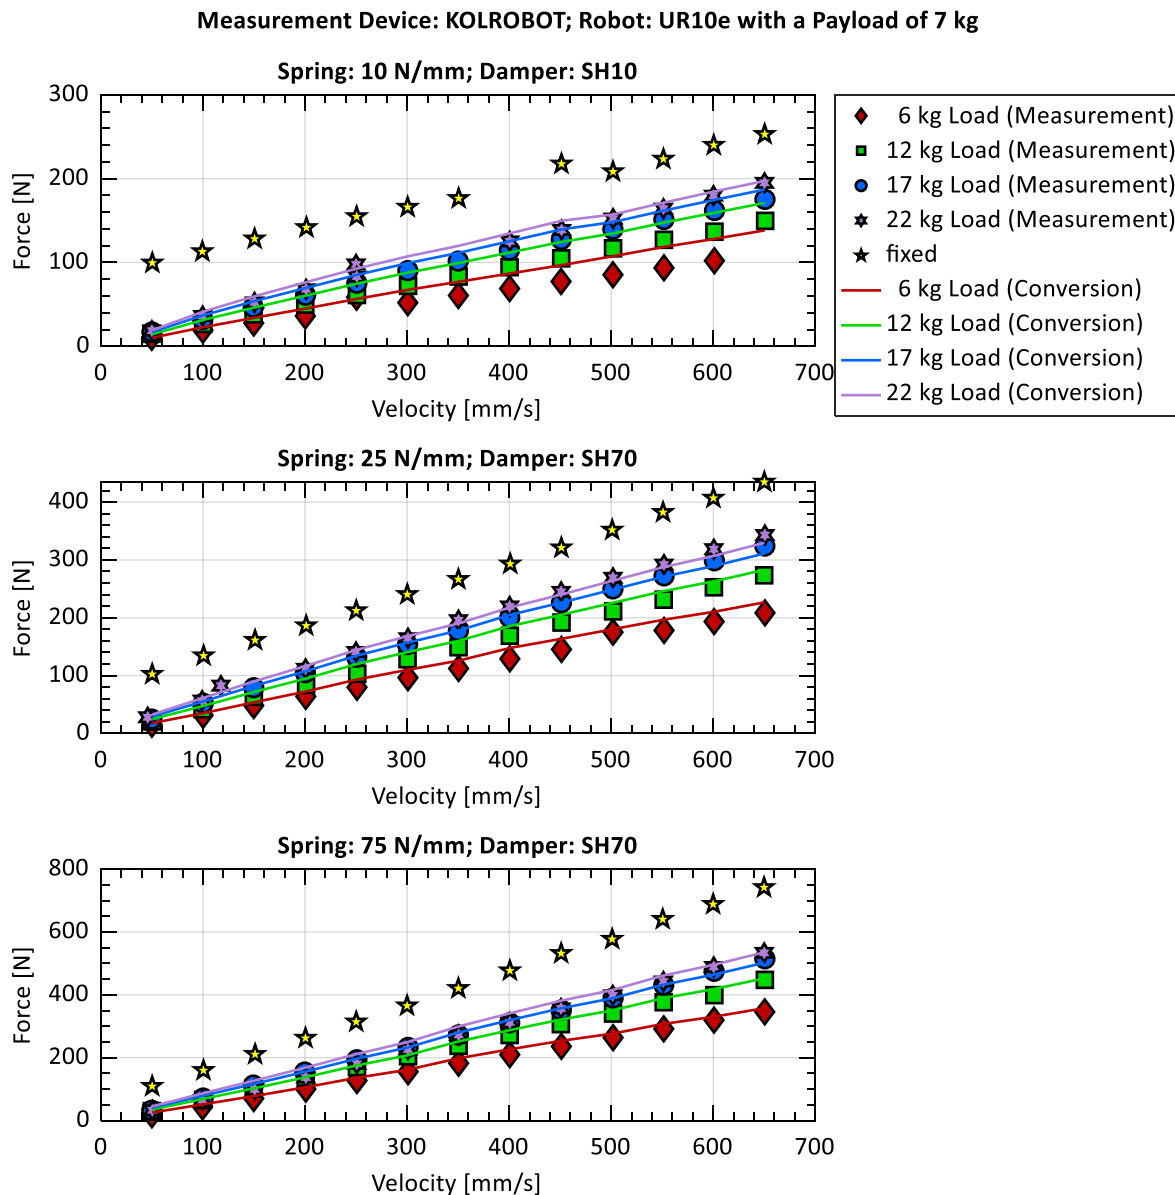 Measurement Device: KOLROBOT; Robot: UR10e with a Payload of 7 kg
Spring: 10 N/mm; Damper: SH10
300
200
100
0
Force [N]
0 100 200 300 400 500 600 700
Velocity [mm/s]
6 kg Load (Measurement)
12 kg Load (Measurement)
17 kg Load (Measurement)
22 kg Load (Measurement)
fixed
6 kg Load (Conversion)
12 kg Load (Conversion)
17 kg Load (Conversion)
22 kg Load (Conversion)
Spring: 25 N/mm; Damper: SH70
400
300
200
100
0
Force [N]
0 100 200 300 400 500 600 700
Velocity [mm/s]
Spring: 75 N/mm; Damper: SH70
800
600
400
200
0
Force [N]
0 100 200 300 400 500 600 700
Velocity [mm/s]